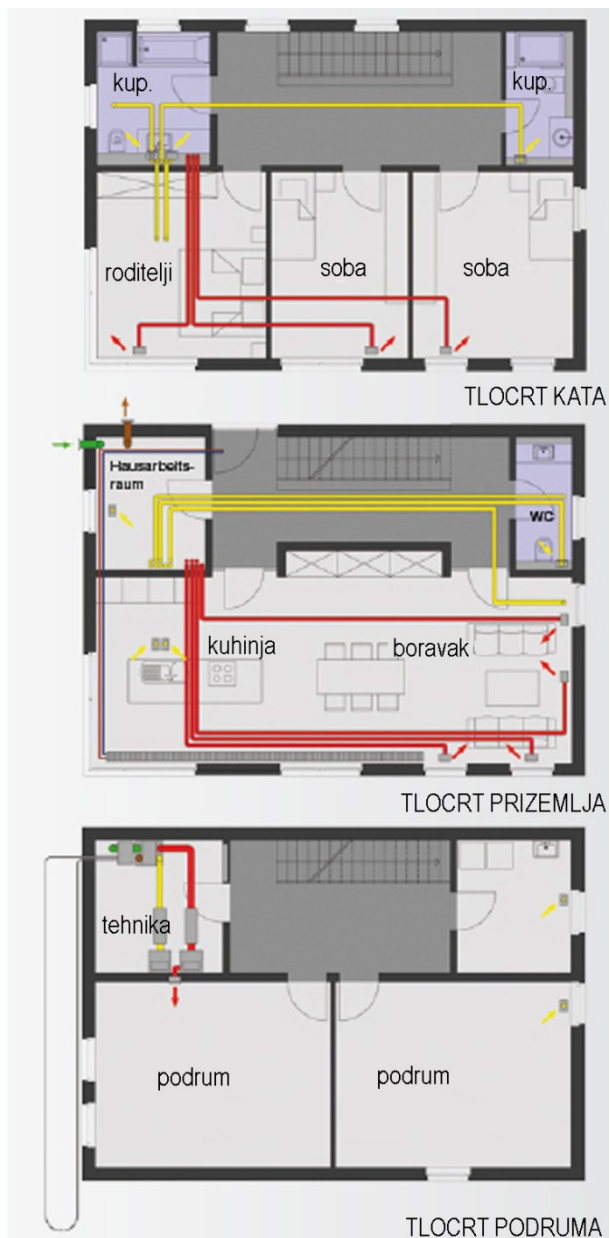 kup.
kup.
roditelji
soba
soba
TLOCRT KATA
Hausarbeits-
raum
WC
kuhinja
boravak
TLOCRT PRIZEMLJA
tehnika
podrum
podrum
TLOCRT PODRUMA